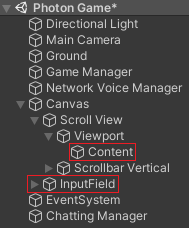 Photon Game*
Directional Light
Main Camera
Ground
Game Manager
Network Voice Manager
Canvas
Scroll View
Viewport
Content
Scrollbar Vertical
InputField
EventSystem
Chatting Manager